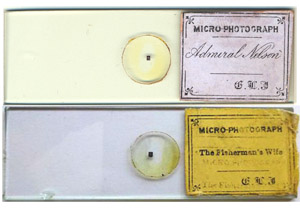 MICRO-PHOTOGRAPH
Admiral Nelson
G.L.I
MICRO-PHOTOGRAPH
The Fisherman's Wife
G.L.I